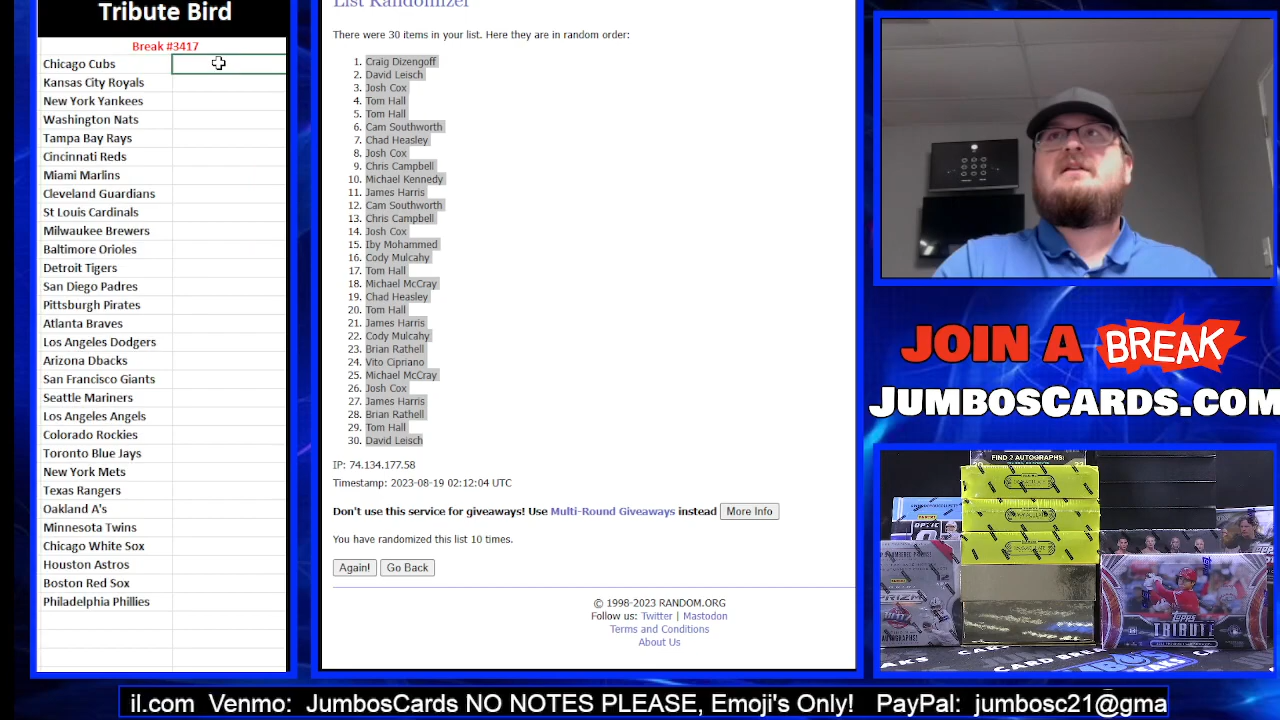 Tribute Bird
Break #3417
Chicago Cubs
Kansas City Royals
New York Yankees
Washington Nats
Tampa Bay Rays
Cincinnati Reds
Miami Marlins
Cleveland Guardians
St Louis Cardinals
Milwaukee Brewers
Baltimore Orioles
Detroit Tigers
San Diego Padres
Pittsburgh Pirates
Atlanta Braves
Los Angeles Dodgers
Arizona Dbacks
San Francisco Giants
Seattle Mariners
Los Angeles Angels
Colorado Rockies
Toronto Blue Jays
New York Mets
Texas Rangers
Oakland A's
Minnesota Twins
Chicago White Sox
Houston Astros
Boston Red Sox
Philadelphia Phillies
List Randomizer
There were 30 items in your list. Here they are in random order:
1. Craig Dizengoff
2. David Leisch
3. Josh Cox
4. Tom Hall
5. Tom Hall
6. Cam Southworth
7. Chad Heasley
8. Josh Cox
9. Chris Campbell
10. Michael Kennedy
11. James Harris
12. Cam Southworth
13. Chris Campbell
14. Josh Cox
15. Iby Mohammed
16. Cody Mulcahy
17. Tom Hall
18. Michael McCray
19. Chad Heasley
20. Tom Hall
21. James Harris
22. Cody Mulcahy
23. Brian Rathell
24. Vito Cipriano
25. Michael McCray
26. Josh Cox
27. James Harris
28. Brian Rathell
29. Tom Hall
30. David Leisch
IP: 74.134.177.58
Timestamp: 2023-08-19 02:12:04 UTC
Don't use this service for giveaways! Use Multi-Round Giveaways instead More Info
You have randomized this list 10 times.
Again! Go Back
© 1998-2023 RANDOM.ORG
Follow us: Twitter | Mastodon
Terms and Conditions
About Us
JOIN A BREAK
JUMBOSCARDS.COM
FIND 2 AUTOGRAPHS!
TOPPS
TRIBUTE
PRIZM
il.com Venmo: JumbosCards NO NOTES PLEASE, Emoji's Only! PayPal: jumbosc21@gma